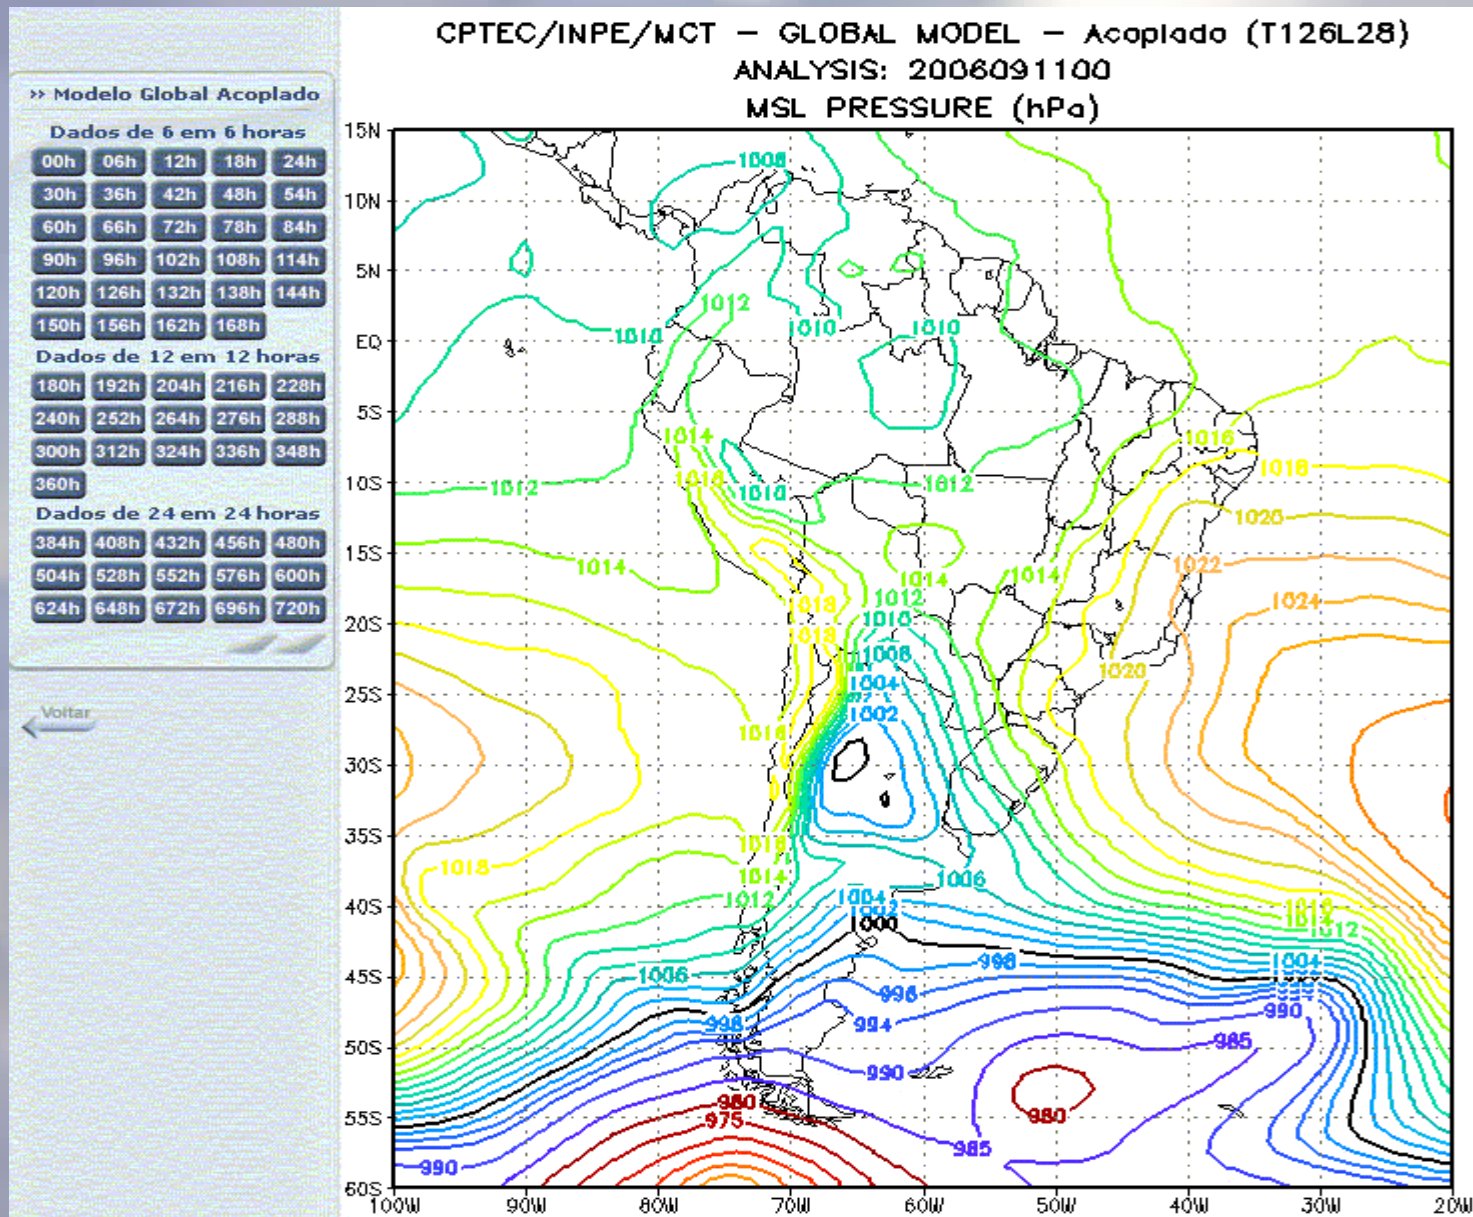 CPTEC/INPE/MCT - GLOBAL MODEL - Acoplado (T126L28)
ANALYSIS: 2006091100
MSL PRESSURE (hPa)
>> Modelo Global Acoplado
Dados de 6 em 6 horas
00h 06h 12h 18h 24h
30h 36h 42h 48h 54h
60h 66h 72h 78h 84h
90h 96h 102h 108h 114h
120h 126h 132h 138h 144h
150h 156h 162h 168h
Dados de 12 em 12 horas
180h 192h 204h 216h 228h
240h 252h 264h 276h 288h
300h 312h 324h 336h 348h
360h
Dados de 24 em 24 horas
384h 408h 432h 456h 480h
504h 528h 552h 576h 600h
624h 648h 672h 696h 720h
Voltar
15N
10N
5N
EQ
5S
10S
15S
20S
25S
30S
35S
40S
45S
50S
55S
60S
100W 90W 80W 70W 60W 50W 40W 30W 20W
1008
1012
1010 1010 1010
1014 1016
1018
1016
1012 1010 1012
1020
1014 1014 1014 1022
1018 1012 1024
1018 1010
1008
1004 1020
1002
1016
1016
1018 1014 1006
1012 1004 1016
1002 1014
1000 1012
1006 998 1004
996
998 994 990
985
990
980 980
975
985
990